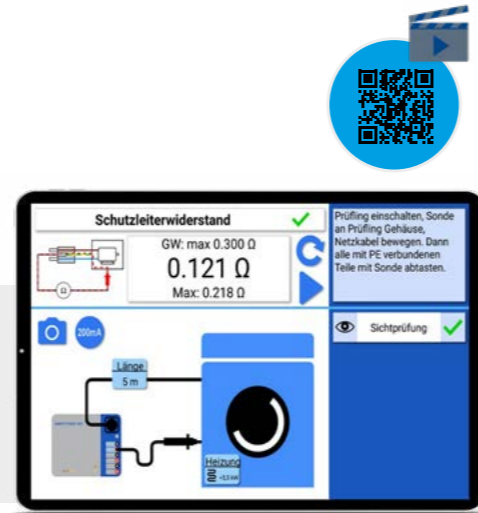 Schutzleiterwiderstand
GW: max 0.300 Ω
0.121 Ω
Max: 0.218 Ω
Ω
Prüfling einschalten, Sonde
an Prüfling Gehäuse,
Netzkabel bewegen. Dann
alle mit PE verbundenen
Teile mit Sonde abtasten.
Sichtprüfung
200mA
Länge
5 m
Heizung